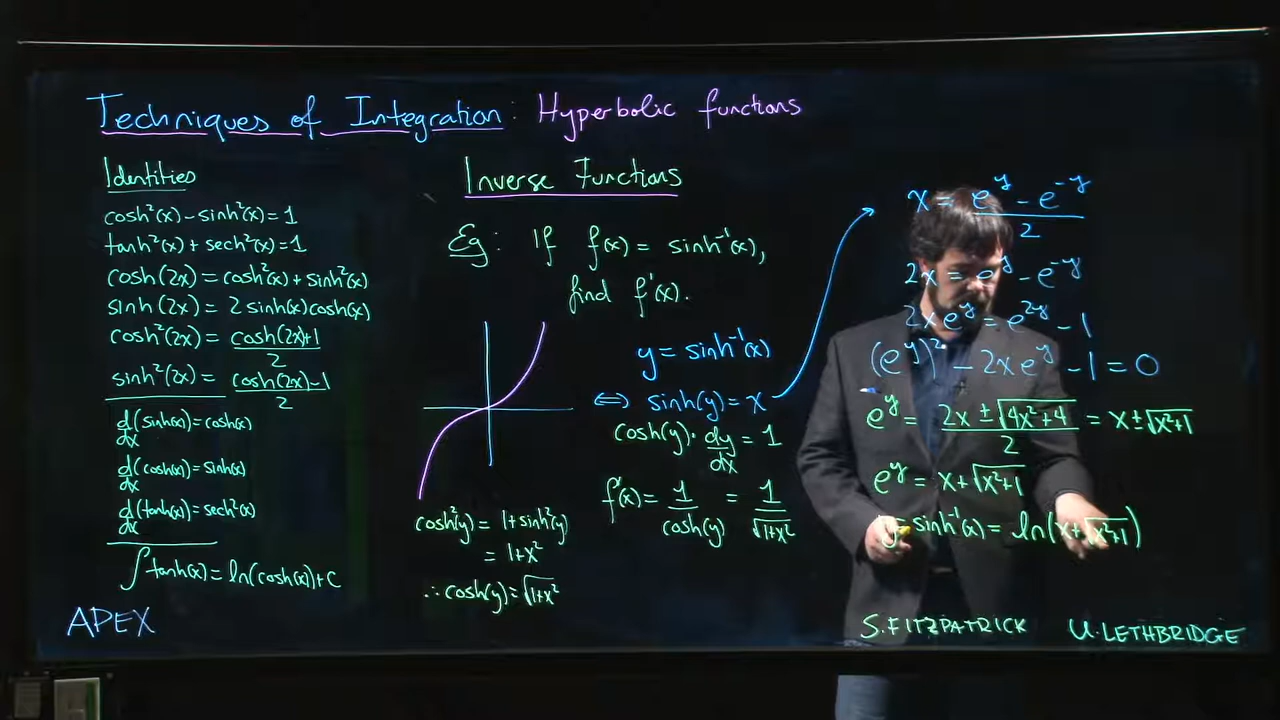 Techniques of Integration: Hyperbolic functions
Identities
cosh²(x) - sinh²(x) = 1
tanh²(x) + sech²(x) = 1
cosh(2x) = cosh²(x) + sinh²(x)
sinh(2x) = 2 sinh(x)cosh(x)
cosh²(2x) = cosh(2x)+1 / 2
sinh²(2x) = cosh(2x)-1 / 2
d/dx (sinh(x)) = cosh(x)
d/dx (cosh(x)) = sinh(x)
d/dx (tanh(x)) = sech²(x)
∫ tanh(x) = ln(cosh(x)) + C
APEX
Inverse Functions
Eg: If f(x) = sinh⁻¹(x),
find f'(x).
y = sinh⁻¹(x)
⇔ sinh(y) = x
cosh(y) · dy/dx = 1
f'(x) = 1/cosh(y) = 1/√(1+x²)
cosh²(y) = 1 + sinh²(y)
= 1+x²
∴ cosh(y) = √(1+x²)
x = e^y - e^-y / 2
2x = e^y - e^-y
2x e^y = e^2y - 1
(e^y)² - 2x e^y - 1 = 0
e^y = 2x ± √(4x²+4) / 2 = x ± √(x²+1)
e^y = x + √(x²+1)
y = sinh⁻¹(x) = ln(x + √(x²+1))
S. FITZPATRICK U. LETHBRIDGE